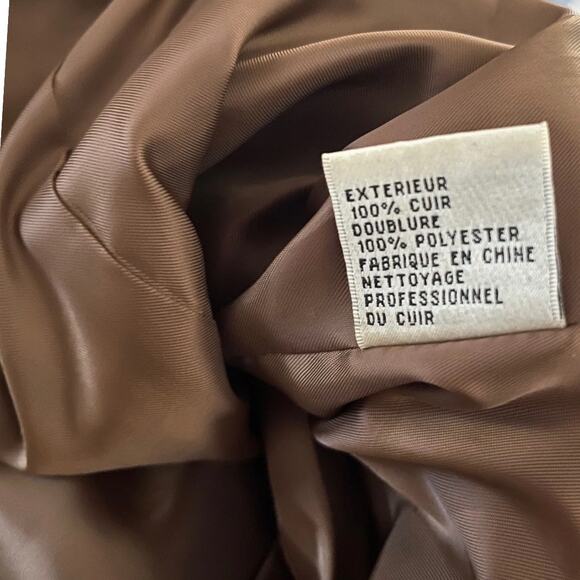 EXTERIEUR
100% CUIR
DOUBLURE
100% POLYESTER
FABRIQUE EN CHINE
NETTOYAGE
PROFESSIONNEL
DU CUIR